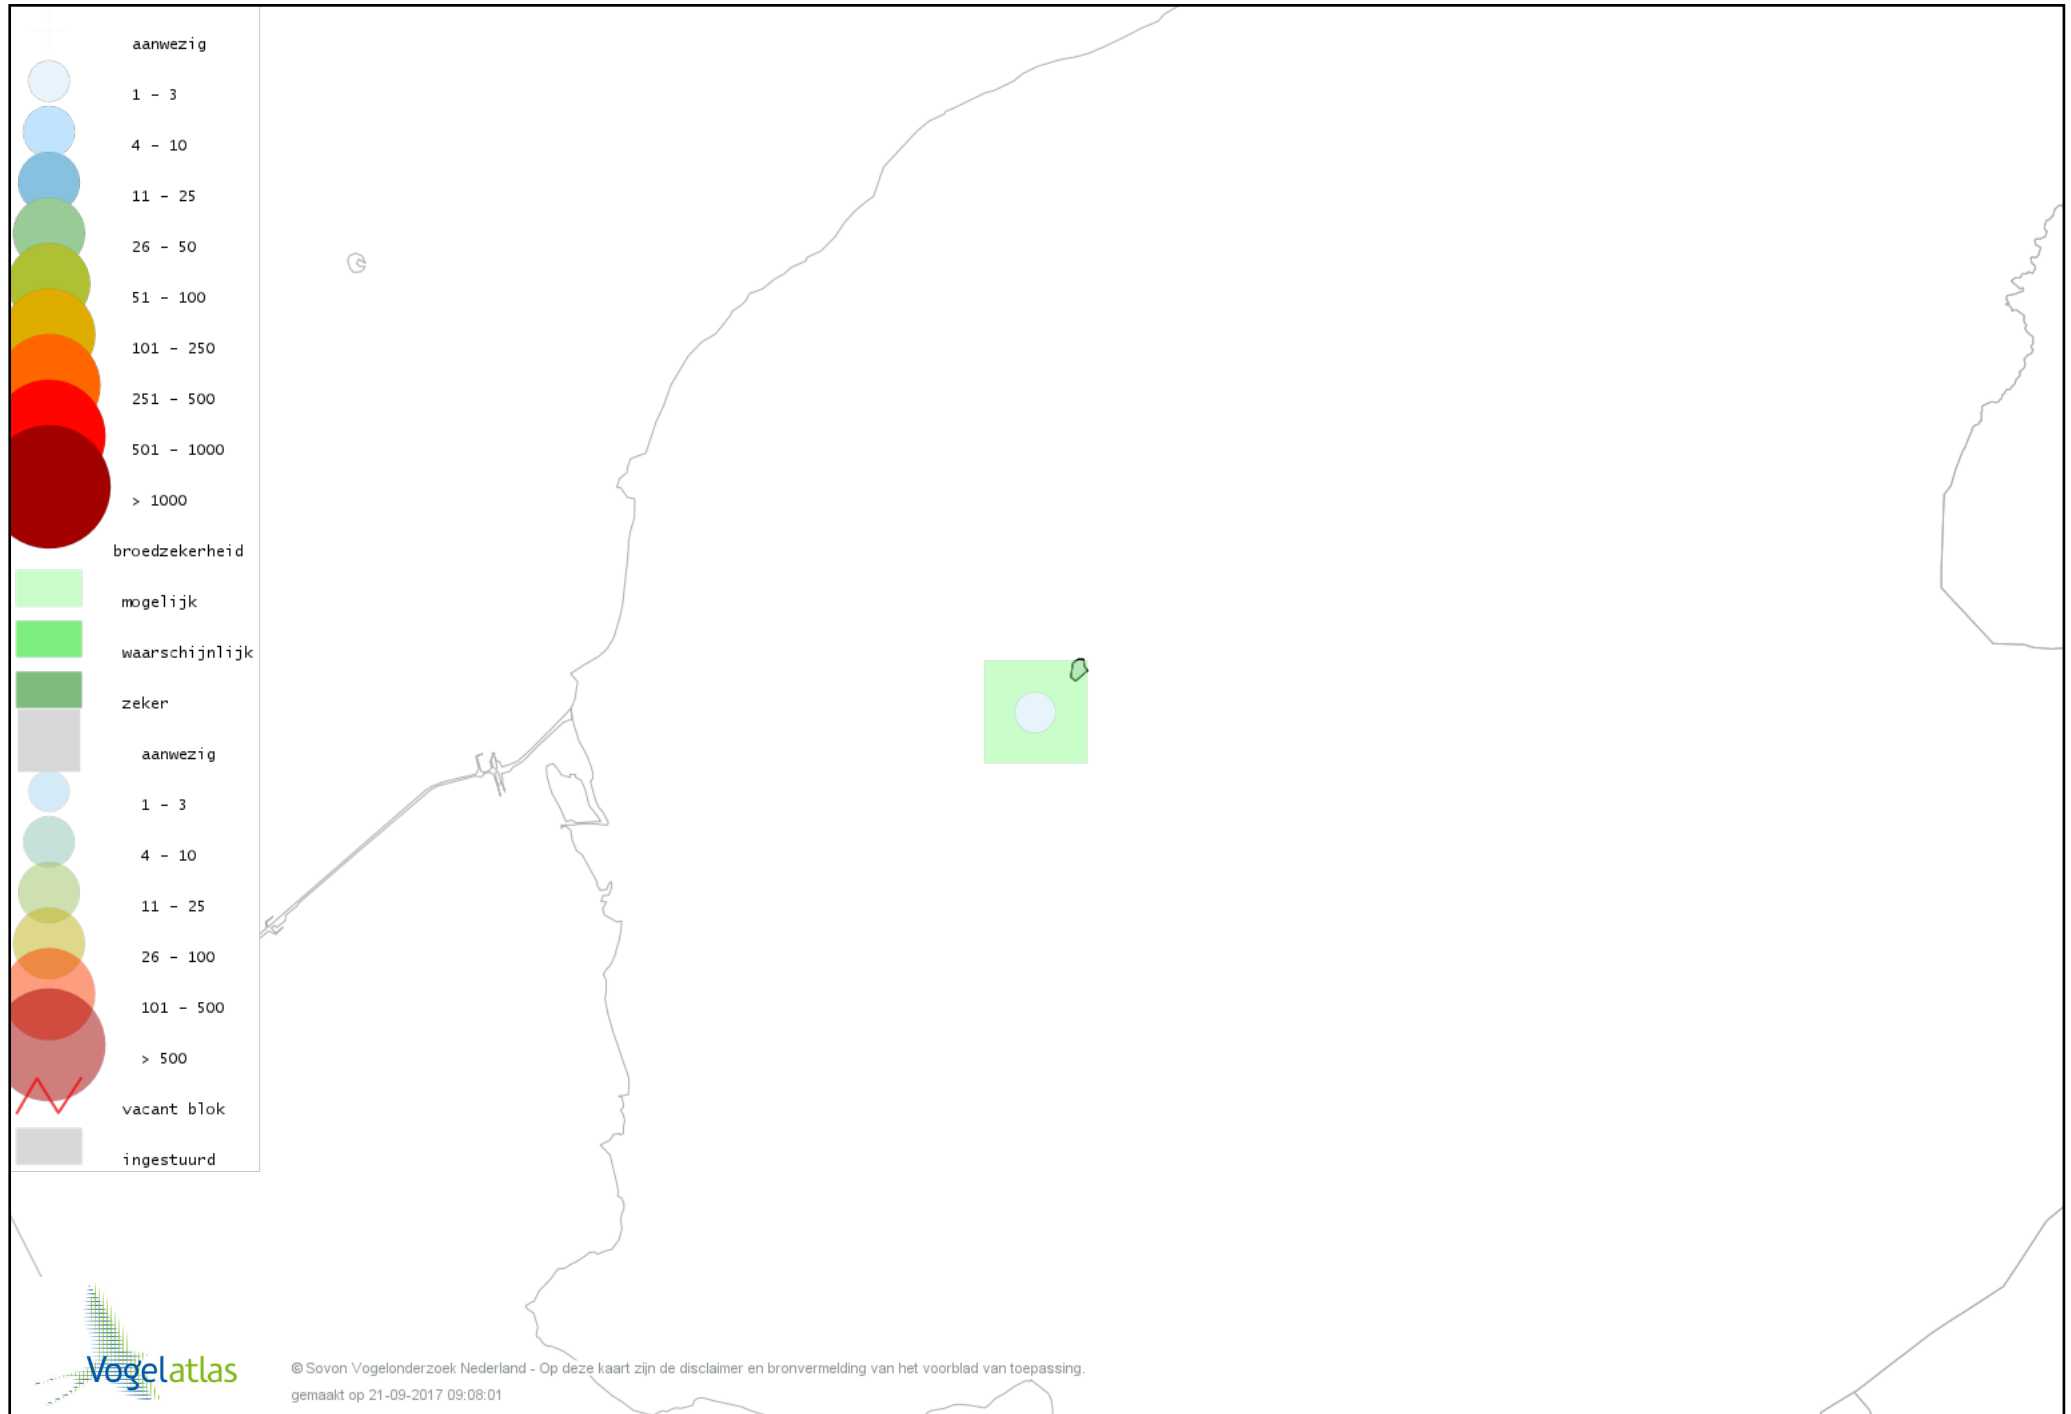 aanwezig
1 - 3
4 - 10
11 - 25
26 - 50
51 - 100
101 - 250
251 - 500
501 - 1000
> 1000
broedzekerheid
mogelijk
waarschijnlijk
zeker
aanwezig
1 - 3
4 - 10
11 - 25
26 - 100
101 - 500
> 500
vacant blok
ingestuurd
Vogelatlas
© Sovon Vogelonderzoek Nederland - Op deze kaart zijn de disclaimer en bronvermelding van het voorblad van toepassing.
gemaakt op 21-09-2017 09:08:01